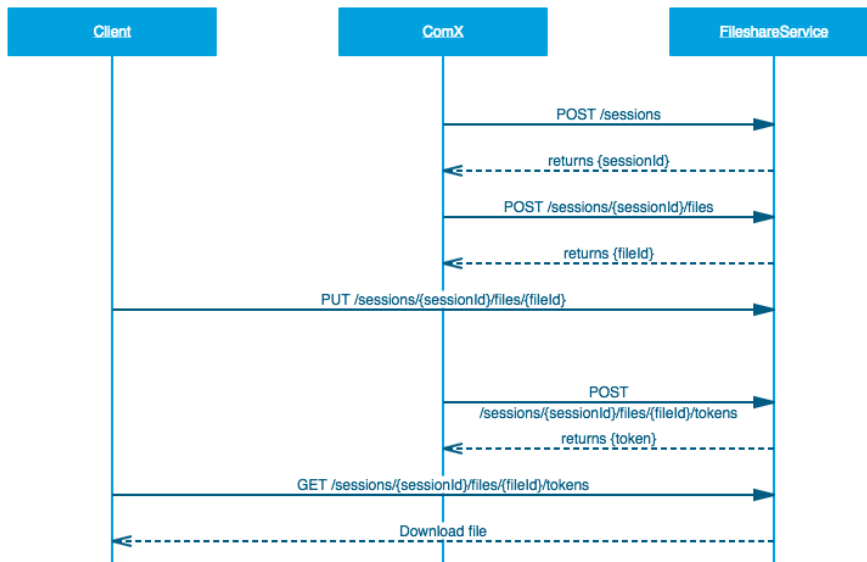 Client
ComX
FileshareService
POST /sessions
returns {sessionId}
POST /sessions/{sessionId}/files
returns {fileId}
PUT /sessions/{sessionId}/files/{fileId}
POST
/sessions/{sessionId}/files/{fileId}/tokens
returns {token}
GET /sessions/{sessionId}/files/{fileId}/tokens
Download file